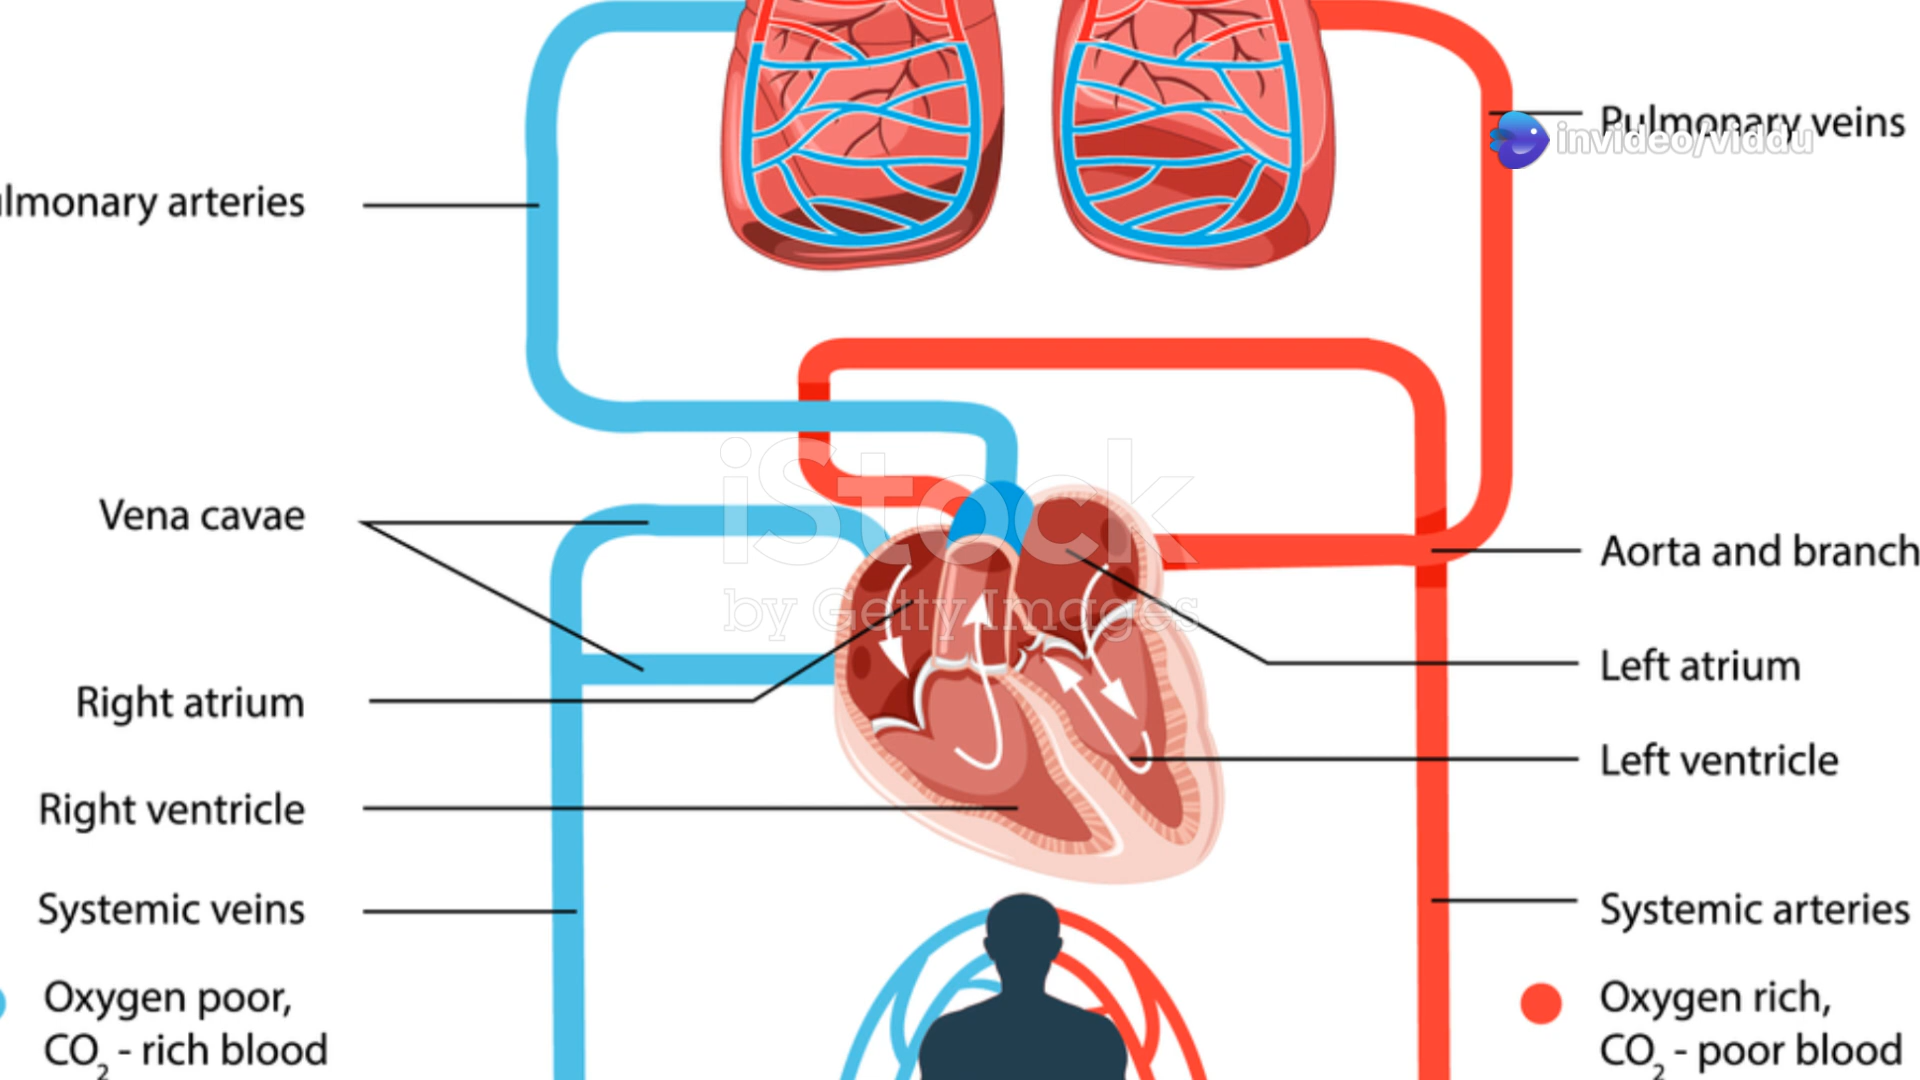 Pulmonary veins
invideo/viddu
lmonary arteries
iStock
by Getty Images
Vena cavae
Aorta and branch
Left atrium
Right atrium
Left ventricle
Right ventricle
Systemic veins
Systemic arteries
Oxygen poor,
CO2 - rich blood
Oxygen rich,
CO2 - poor blood